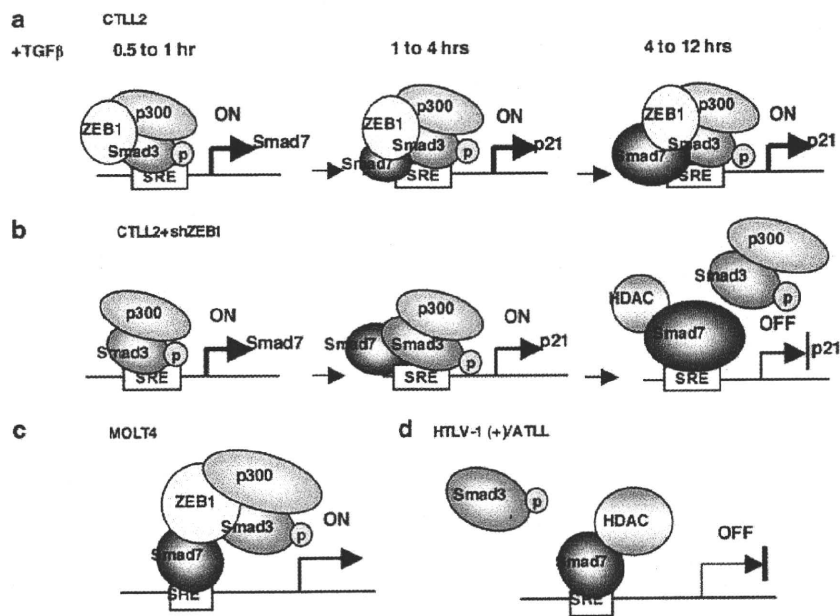 a CTLL2
+TGFβ 0.5 to 1 hr 1 to 4 hrs 4 to 12 hrs
p300 ZEB1 Smad3 p SRE ON Smad7
p300 ZEB1 Smad3 Smad7 p SRE ON p21
p300 ZEB1 Smad7 Smad3 p SRE ON p21
b CTLL2+shZEB1
p300 Smad3 p SRE ON Smad7
p300 Smad7 Smad3 p SRE ON p21
p300 Smad3 p HDAC Smad7 SRE OFF p21
c MOLT4
p300 ZEB1 Smad3 p Smad7 SRE ON
d HTLV-1 (+)/ATLL
Smad3 p HDAC Smad7 SRE OFF